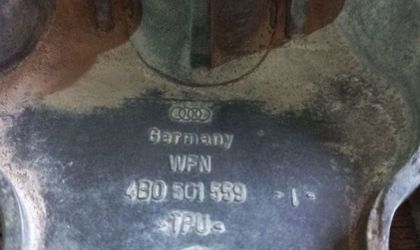 Germany
WFN
4B0 501 559 >I<
>TPU<